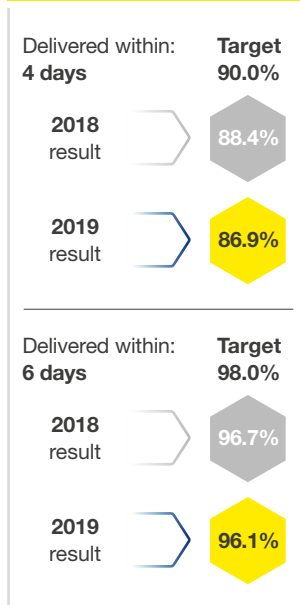 Delivered within: Target
4 days 90.0%
2018
result
88.4%
2019
result
86.9%
Delivered within: Target
6 days 98.0%
2018
result
96.7%
2019
result
96.1%